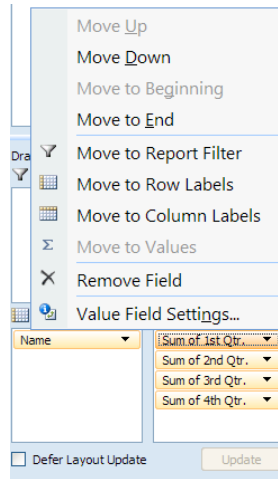 Move Up
Move Down
Move to Beginning
Move to End
Dra
Move to Report Filter
Move to Row Labels
Move to Column Labels
Σ Move to Values
Remove Field
Value Field Settings...
Name
Sum of 1st Qtr.
Sum of 2nd Qtr.
Sum of 3rd Qtr.
Sum of 4th Qtr.
Defer Layout Update
Update